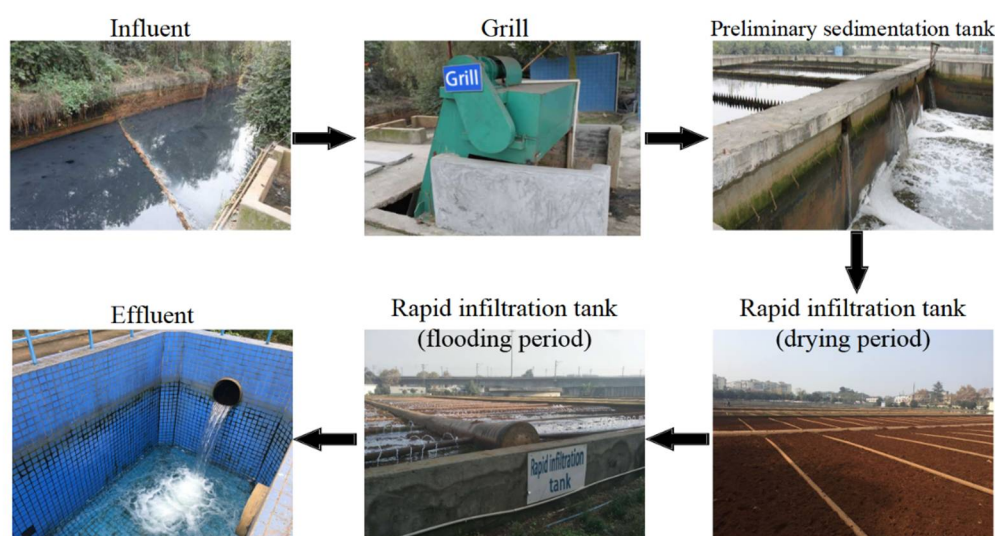 Influent
Grill
Preliminary sedimentation tank
Grill
Rapid infiltration tank
(drying period)
Rapid infiltration tank
(flooding period)
Effluent
Rapid infiltration
tank